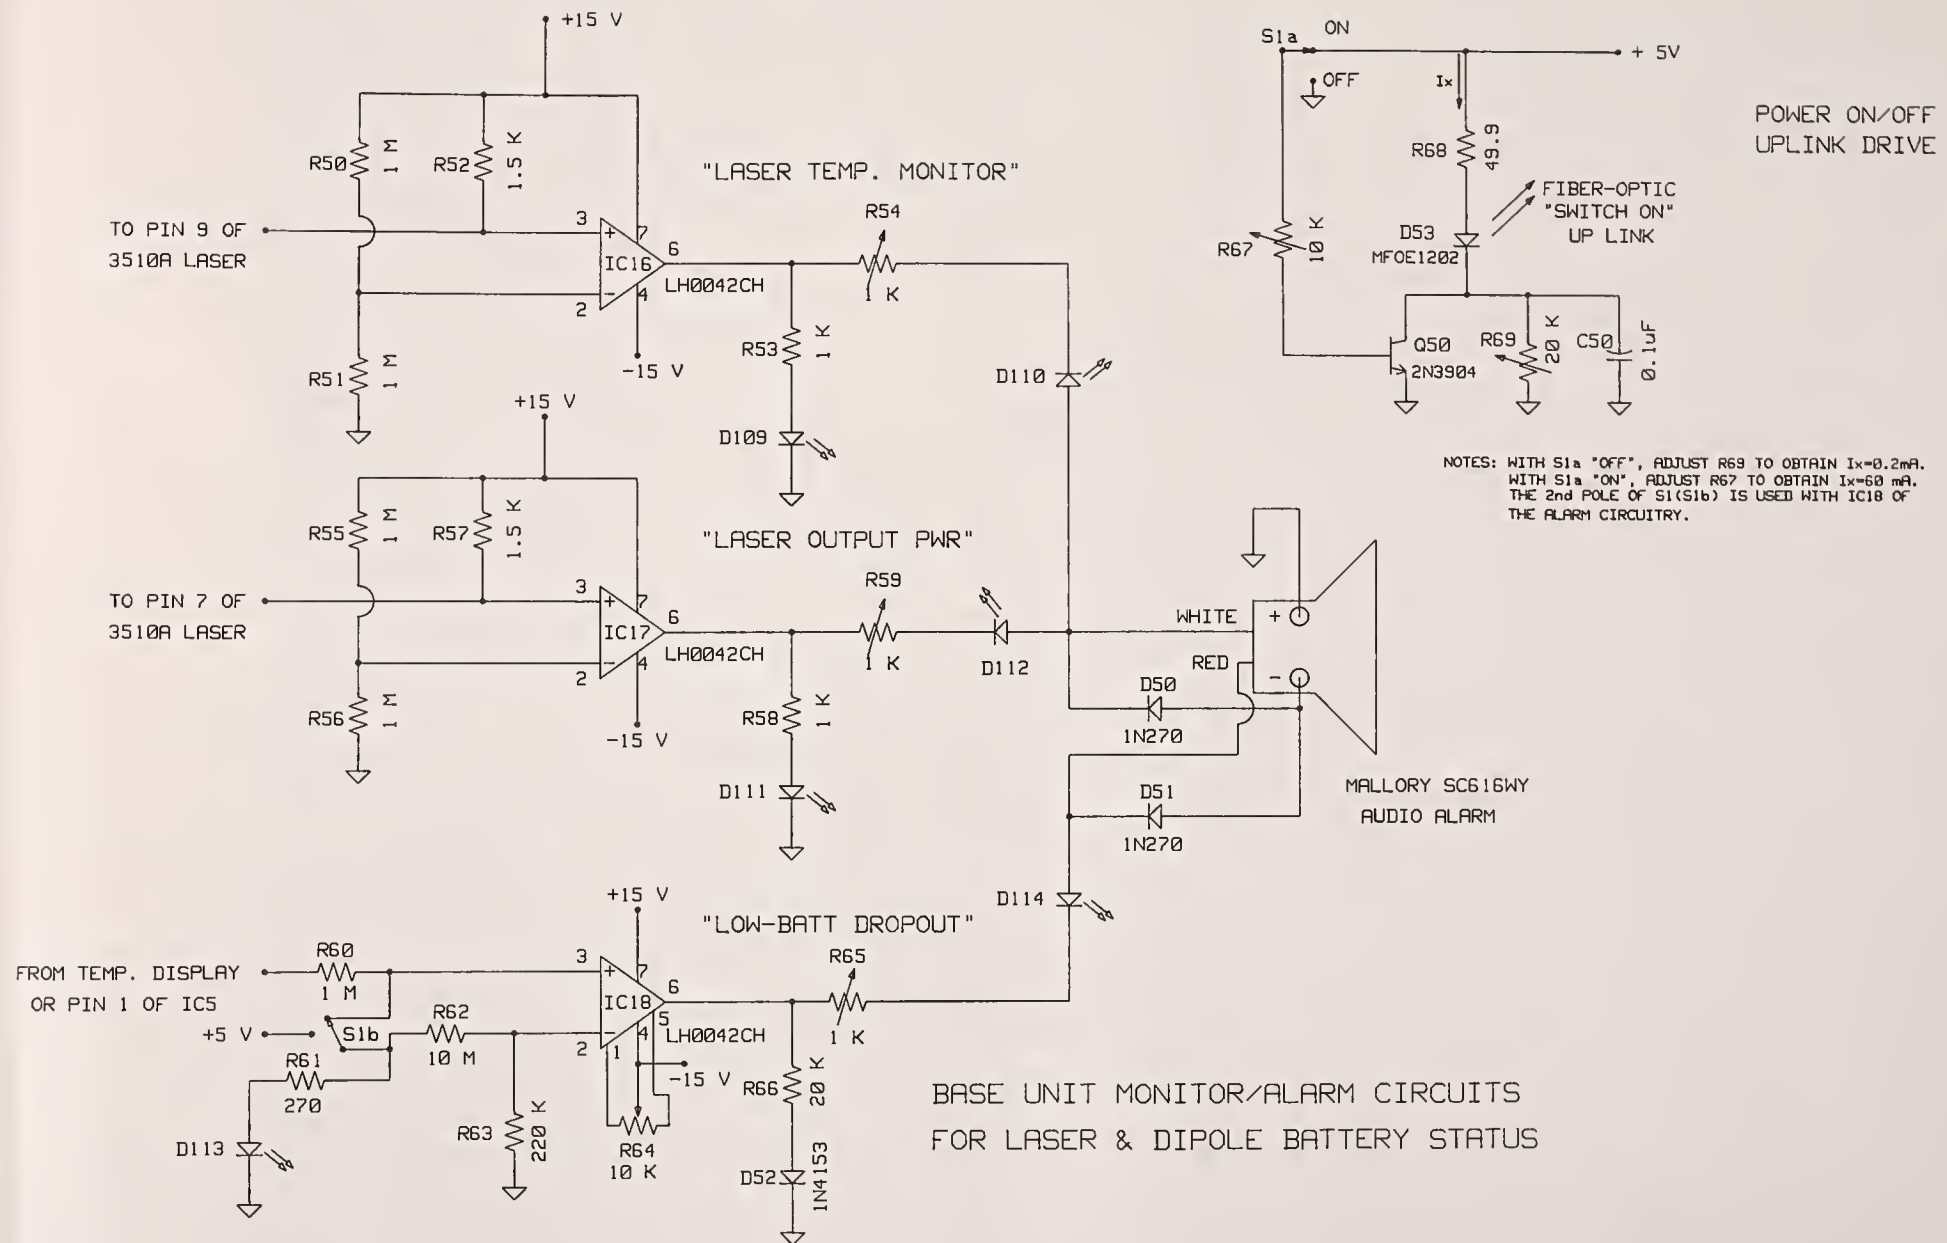 +15 V
R50
1 M
R52
1.5 K
"LASER TEMP. MONITOR"
TO PIN 9 OF
3510A LASER
3
+
7
IC16
6
LH0042CH
-
4
2
R54
1 K
R53
1 K
R51
1 M
-15 V
D109
D110
+15 V
R55
1 M
R57
1.5 K
"LASER OUTPUT PWR"
TO PIN 7 OF
3510A LASER
3
+
7
IC17
6
LH0042CH
-
4
2
R59
1 K
D112
R58
1 K
R56
1 M
-15 V
D111
WHITE
+
RED
-
D50
1N270
D51
1N270
MALLORY SC616WY
AUDIO ALARM
D114
+15 V
"LOW-BATT DROPOUT"
FROM TEMP. DISPLAY
OR PIN 1 OF IC5
R60
1 M
+5 V
S1b
R61
270
R62
10 M
3
+
7
IC18
6
5
LH0042CH
-
4
2
1
-15 V
R65
1 K
R66
20 K
R63
220 K
R64
10 K
D113
D52
1N4153
S1a
ON
OFF
+ 5V
Ix
R68
49.9
R67
10 K
D53
MFOE1202
FIBER-OPTIC
"SWITCH ON"
UP LINK
Q50
2N3904
R69
20 K
C50
0.1uF
POWER ON/OFF
UPLINK DRIVE
NOTES: WITH S1a "OFF", ADJUST R69 TO OBTAIN Ix=0.2mA.
WITH S1a "ON", ADJUST R67 TO OBTAIN Ix=60 mA.
THE 2nd POLE OF S1(S1b) IS USED WITH IC18 OF
THE ALARM CIRCUITRY.
BASE UNIT MONITOR/ALARM CIRCUITS
FOR LASER & DIPOLE BATTERY STATUS